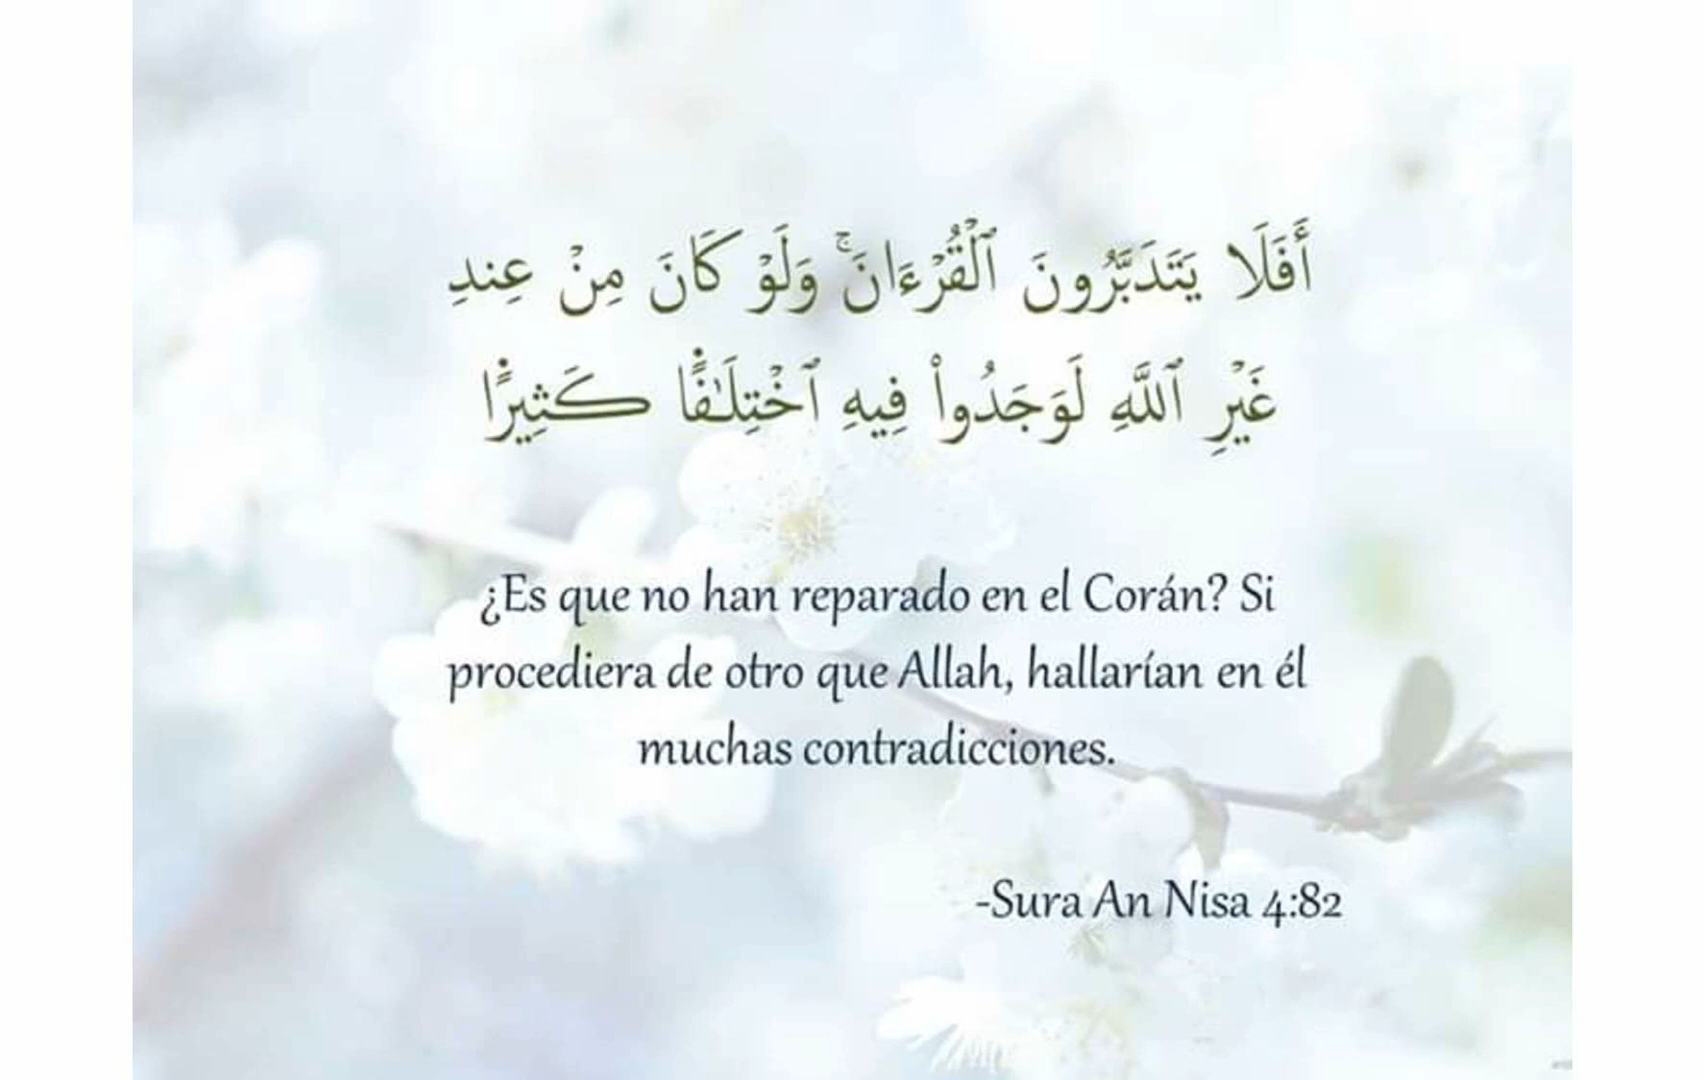 أَفَلَا يَتَدَبَّرُونَ ٱلْقُرْءَانَ ۚ وَلَوْ كَانَ مِنْ عِندِ
غَيْرِ ٱللَّهِ لَوَجَدُوا۟ فِيهِ ٱخْتِلَـٰفًا كَثِيرًا
¿Es que no han reparado en el Corán? Si
procediera de otro que Allah, hallarían en él
muchas contradicciones.
-Sura An Nisa 4:82